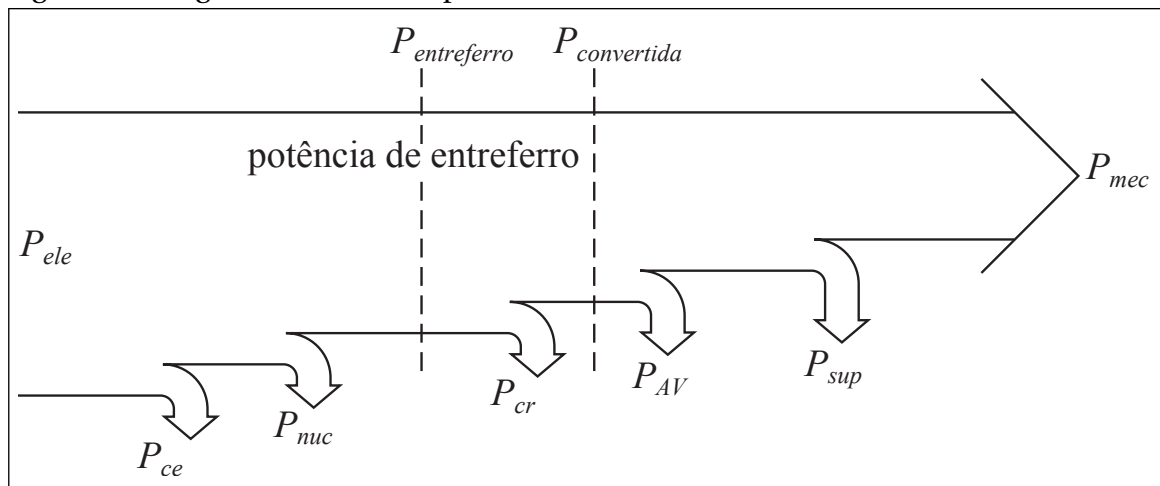 P_entreferro P_convertida
potência de entreferro
P_mec
P_ele
P_sup
P_AV
P_cr
P_nuc
P_ce